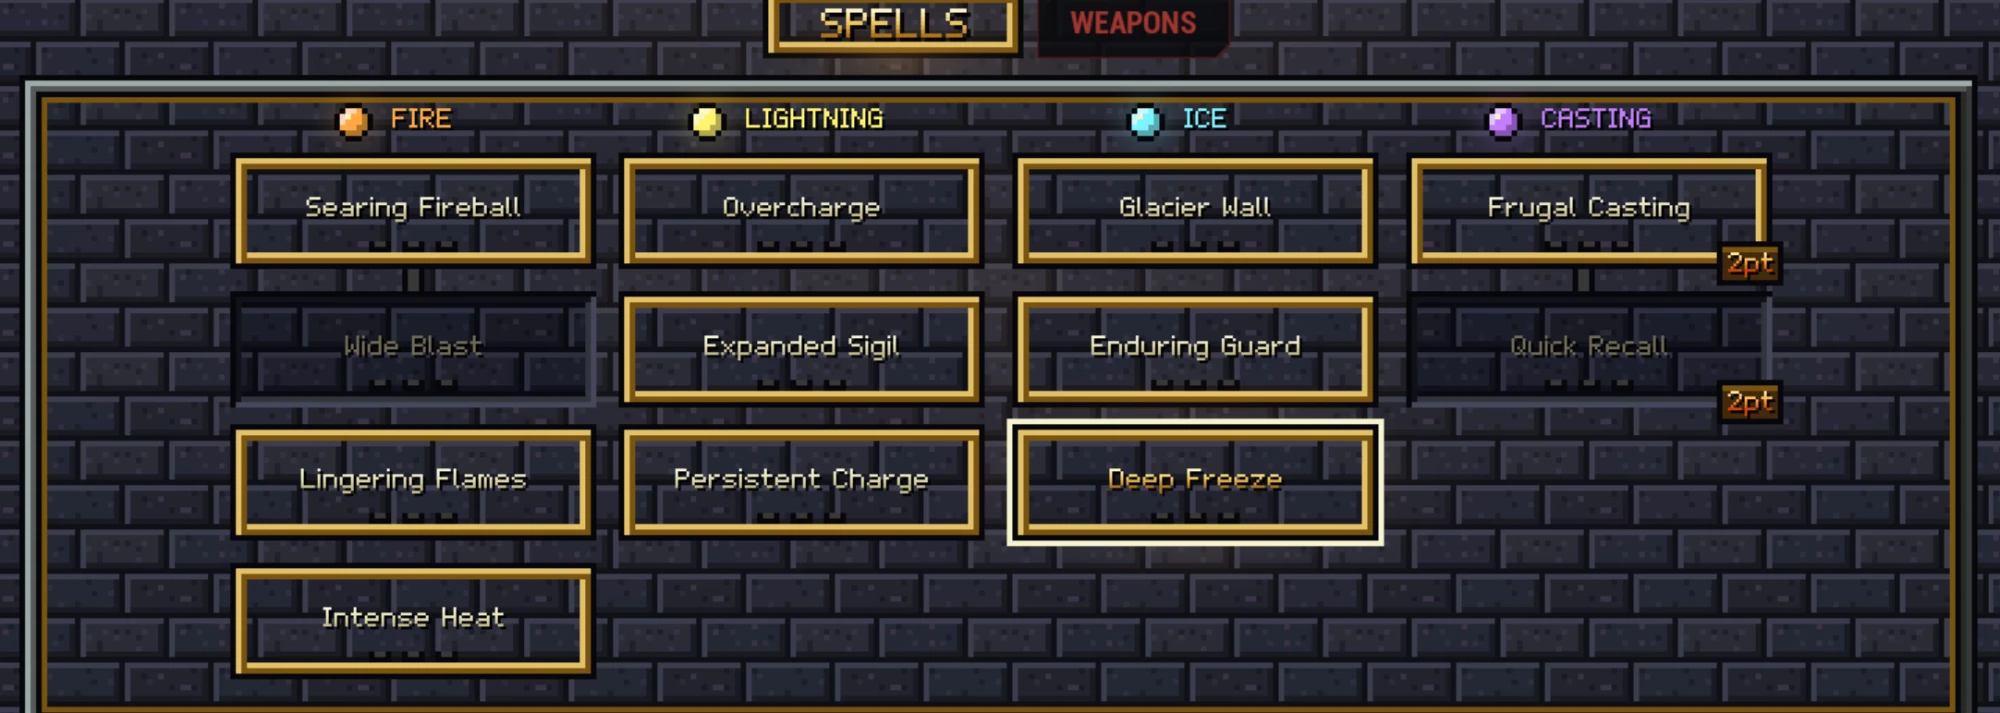 SPELLS WEAPONS
FIRE LIGHTNING ICE CASTING
Searing Fireball Overcharge Glacier Wall Frugal Casting
2pt
Wide Blast Expanded Sigil Enduring Guard Quick Recall
2pt
Lingering Flames Persistent Charge Deep Freeze
Intense Heat